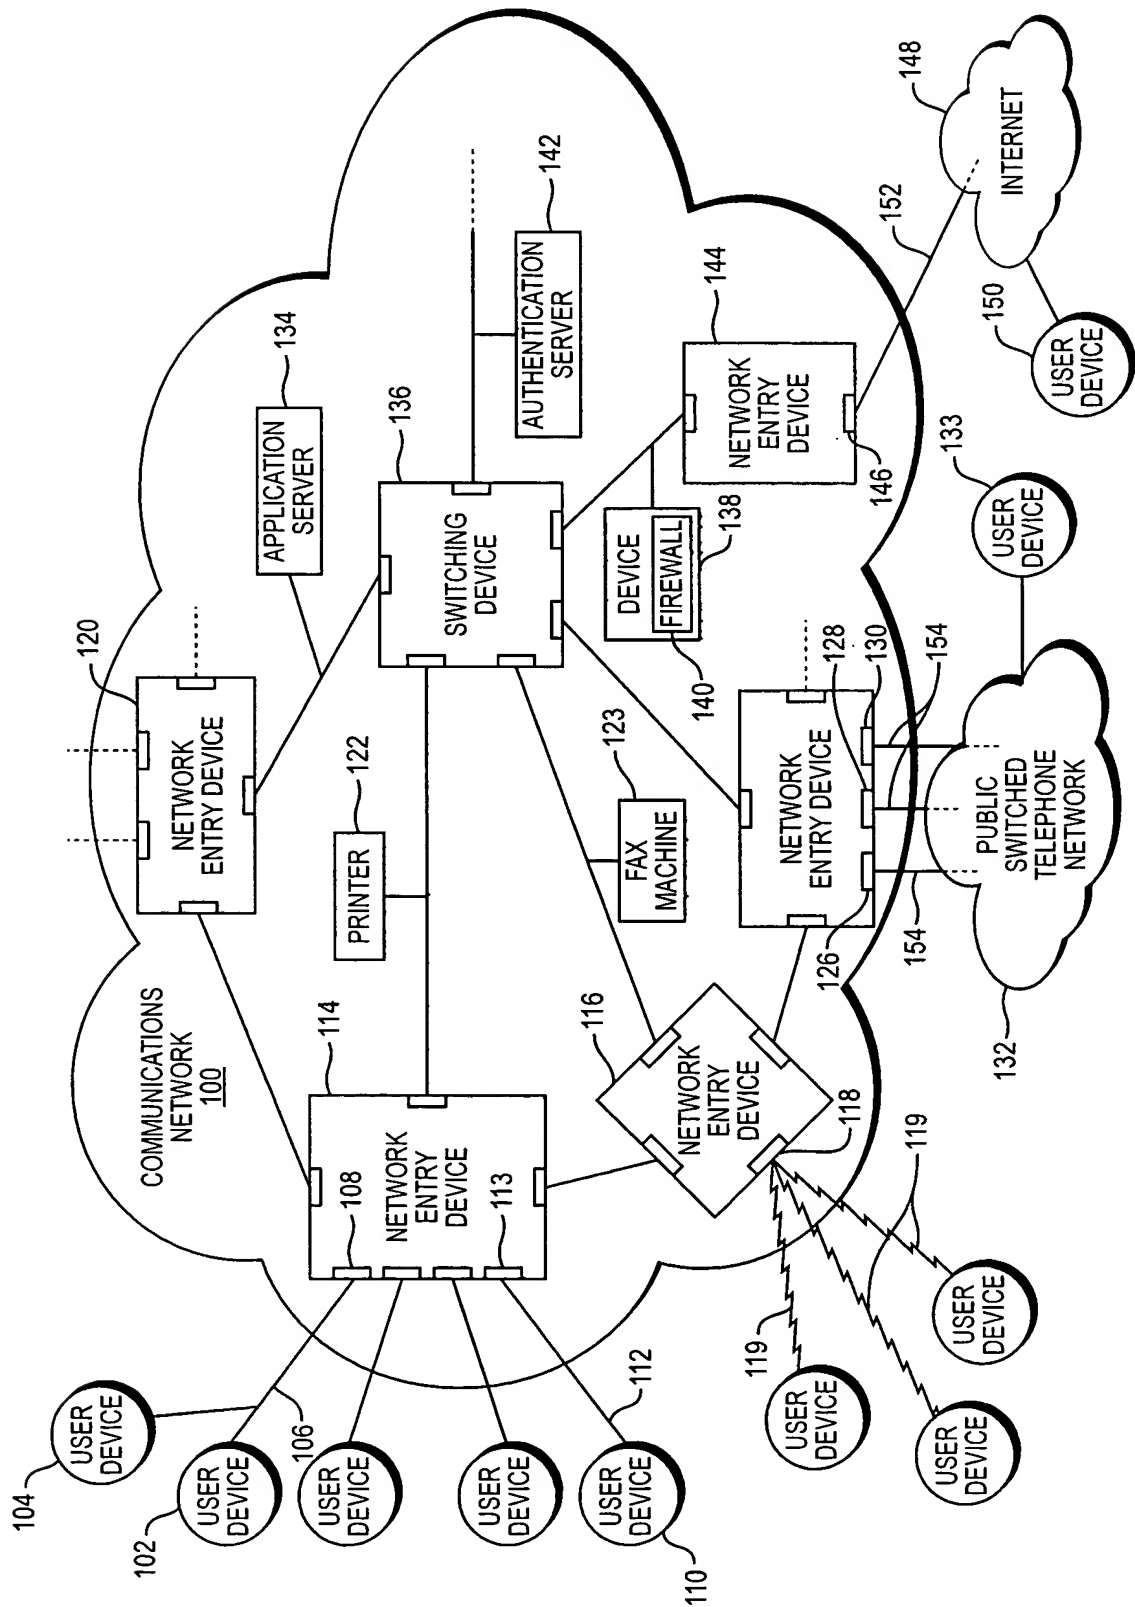 COMMUNICATIONS
NETWORK
100
120
NETWORK
ENTRY DEVICE
134
APPLICATION
SERVER
104
USER
DEVICE
102
USER
DEVICE
106
USER
DEVICE
USER
DEVICE
USER
DEVICE
110
112
108
113
114
NETWORK
ENTRY
DEVICE
PRINTER
122
136
SWITCHING
DEVICE
142
AUTHENTICATION
SERVER
116
NETWORK
ENTRY
DEVICE
118
FAX
MACHINE
123
DEVICE
FIREWALL
138
140
144
NETWORK
ENTRY
DEVICE
146
NETWORK
ENTRY DEVICE
126
128
130
154
154
119
119
USER
DEVICE
USER
DEVICE
USER
DEVICE
132
PUBLIC
SWITCHED
TELEPHONE
NETWORK
133
USER
DEVICE
152
148
INTERNET
150
USER
DEVICE